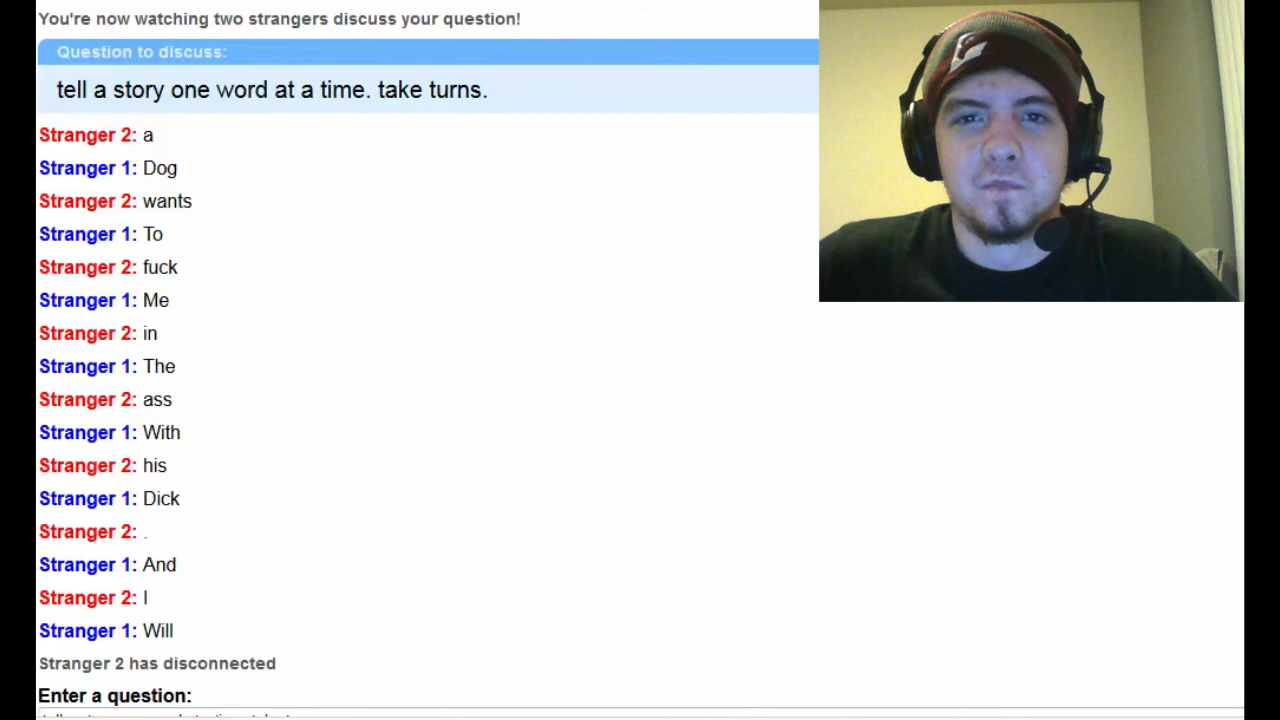 You're now watching two strangers discuss your question!
Question to discuss:
tell a story one word at a time. take turns.
Stranger 2: a
Stranger 1: Dog
Stranger 2: wants
Stranger 1: To
Stranger 2: fuck
Stranger 1: Me
Stranger 2: in
Stranger 1: The
Stranger 2: ass
Stranger 1: With
Stranger 2: his
Stranger 1: Dick
Stranger 2: .
Stranger 1: And
Stranger 2: I
Stranger 1: Will
Stranger 2 has disconnected
Enter a question: